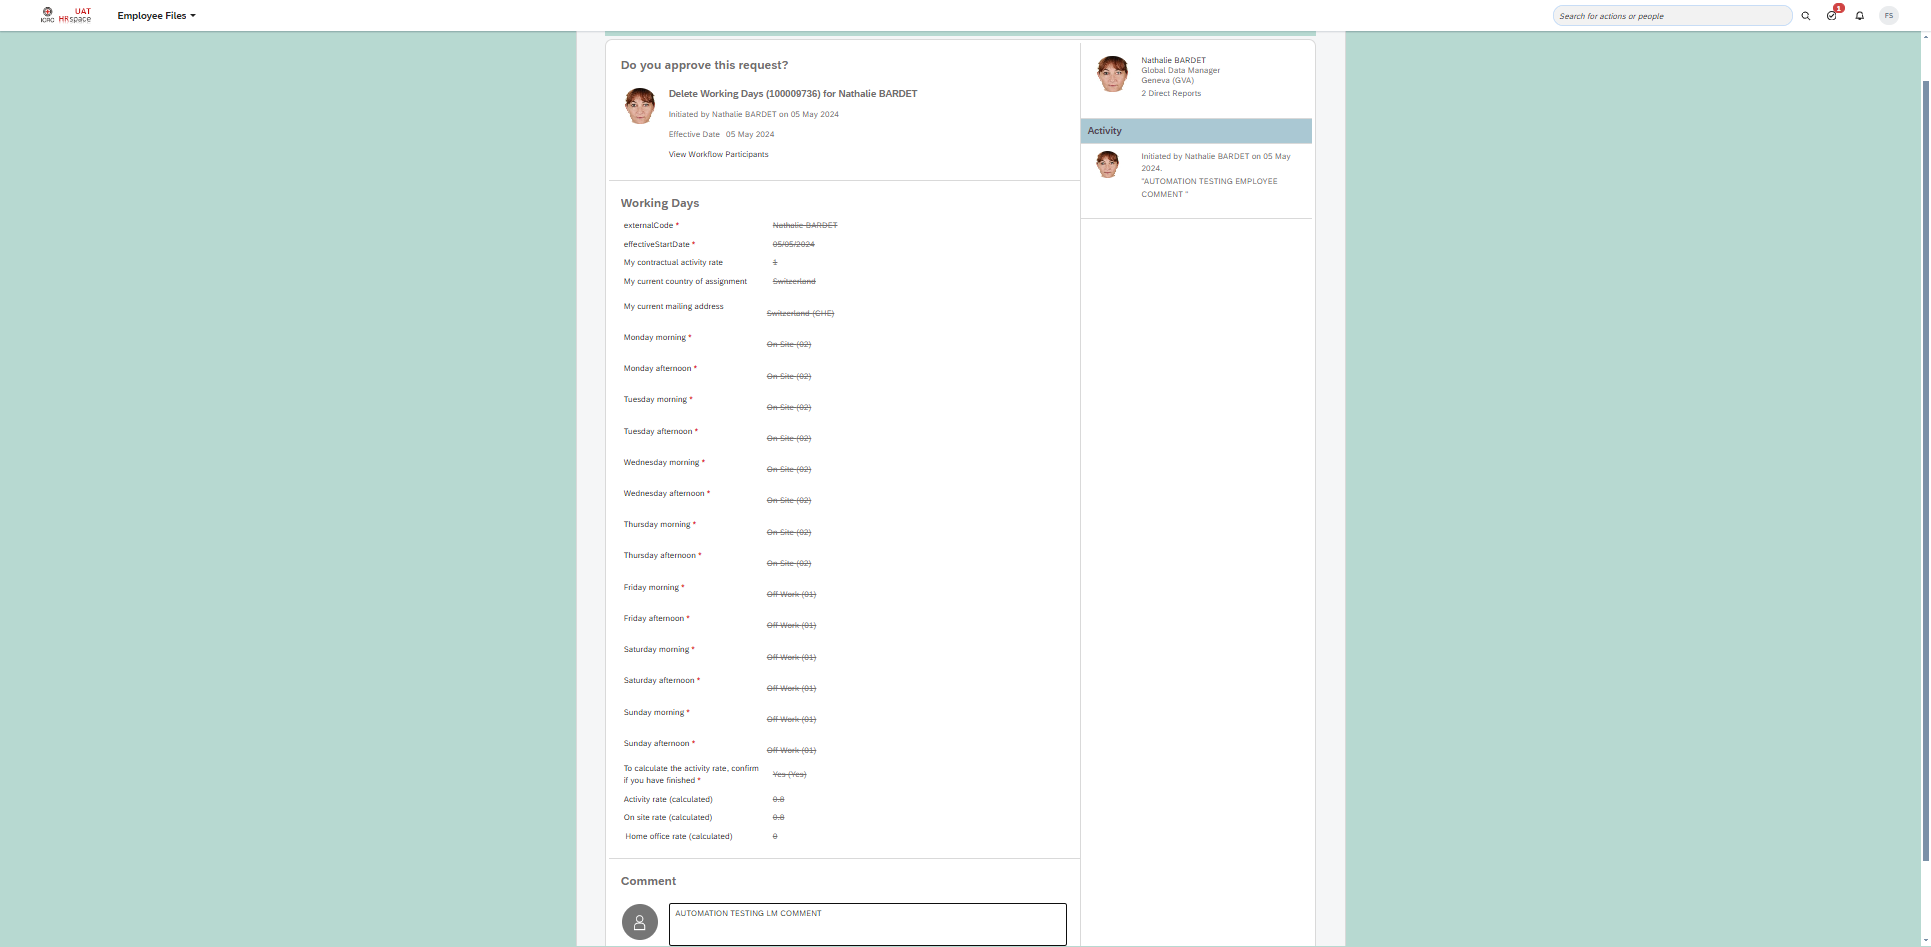 ICRC
UAT
HRspace
Employee Files
Search for actions or people
1
FS
Do you approve this request?
Delete Working Days (100009736) for Nathalie BARDET
Initiated by Nathalie BARDET on 05 May 2024
Effective Date 05 May 2024
View Workflow Participants
Working Days
externalCode * Nathalie BARDET
effectiveStartDate * 05/05/2024
My contractual activity rate 1
My current country of assignment Switzerland
My current mailing address Switzerland (CHE)
Monday morning * On Site (02)
Monday afternoon * On Site (02)
Tuesday morning * On Site (02)
Tuesday afternoon * On Site (02)
Wednesday morning * On Site (02)
Wednesday afternoon * On Site (02)
Thursday morning * On Site (02)
Thursday afternoon * On Site (02)
Friday morning * Off Work (01)
Friday afternoon * Off Work (01)
Saturday morning * Off Work (01)
Saturday afternoon * Off Work (01)
Sunday morning * Off Work (01)
Sunday afternoon * Off Work (01)
To calculate the activity rate, confirm
if you have finished * Yes (Yes)
Activity rate (calculated) 0.8
On site rate (calculated) 0.8
Home office rate (calculated) 0
Comment
AUTOMATION TESTING LM COMMENT
Nathalie BARDET
Global Data Manager
Geneva (GVA)
2 Direct Reports
Activity
Initiated by Nathalie BARDET on 05 May
2024.
"AUTOMATION TESTING EMPLOYEE
COMMENT "